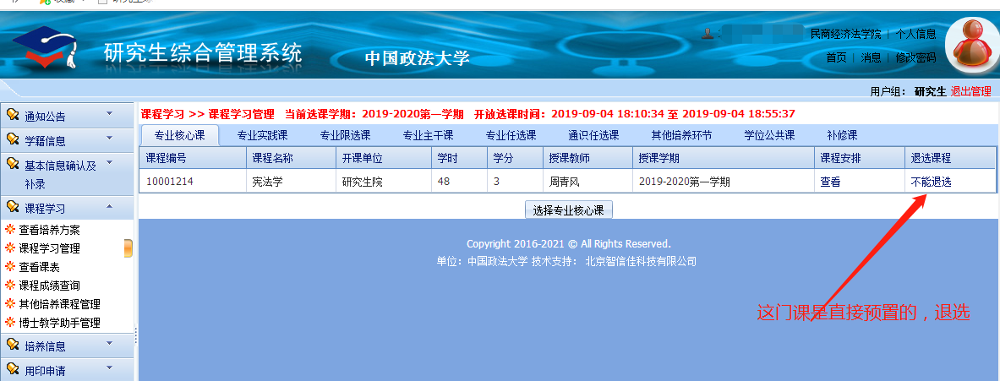 研究生综合管理系统
中国政法大学
民商经济法学院 | 个人信息
首页 | 消息 | 修改密码
用户组: 研究生 退出管理
通知公告
学籍信息
基本信息确认及
补录
课程学习
查看培养方案
课程学习管理
查看课表
课程成绩查询
其他培养课程管理
博士教学助手管理
培养信息
用印申请
课程学习 >> 课程学习管理 当前选课学期：2019-2020第一学期 开放选课时间：2019-09-04 18:10:34 至 2019-09-04 18:55:37
专业核心课 专业实践课 专业限选课 专业主干课 专业任选课 通识任选课 其他培养环节 学位公共课 补修课
课程编号 课程名称 开课单位 学时 学分 授课教师 授课学期 课程安排 退选课程
10001214 宪法学 研究生院 48 3 周青风 2019-2020第一学期 查看 不能退选
选择专业核心课
Copyright 2016-2021 © All Rights Reserved.
单位：中国政法大学 技术支持： 北京智信佳科技有限公司
这门课是直接预置的，退选